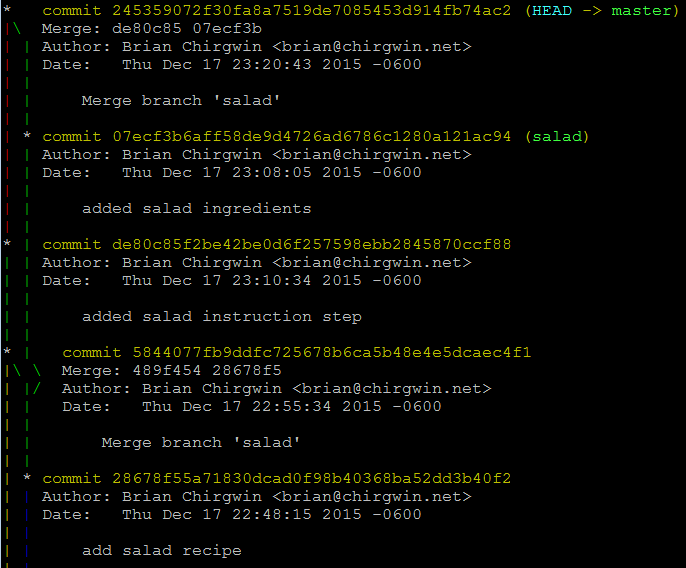 * commit 245359072f30fa8a7519de7085453d914fb74ac2 (HEAD -> master)
|\ Merge: de80c85 07ecf3b
| | Author: Brian Chirgwin <brian@chirgwin.net>
| | Date: Thu Dec 17 23:20:43 2015 -0600
| |
| | Merge branch 'salad'
| |
| * commit 07ecf3b6aff58de9d4726ad6786c1280a121ac94 (salad)
| | Author: Brian Chirgwin <brian@chirgwin.net>
| | Date: Thu Dec 17 23:08:05 2015 -0600
| |
| | added salad ingredients
| |
* | commit de80c85f2be42be0d6f257598ebb2845870ccf88
| | Author: Brian Chirgwin <brian@chirgwin.net>
| | Date: Thu Dec 17 23:10:34 2015 -0600
| |
| | added salad instruction step
| |
* | commit 5844077fb9ddfc725678b6ca5b48e4e5dcaec4f1
|\ \ Merge: 489f454 28678f5
| |/ Author: Brian Chirgwin <brian@chirgwin.net>
| | Date: Thu Dec 17 22:55:34 2015 -0600
| |
| | Merge branch 'salad'
| |
| * commit 28678f55a71830dcad0f98b40368ba52dd3b40f2
| | Author: Brian Chirgwin <brian@chirgwin.net>
| | Date: Thu Dec 17 22:48:15 2015 -0600
| |
| | add salad recipe
| |